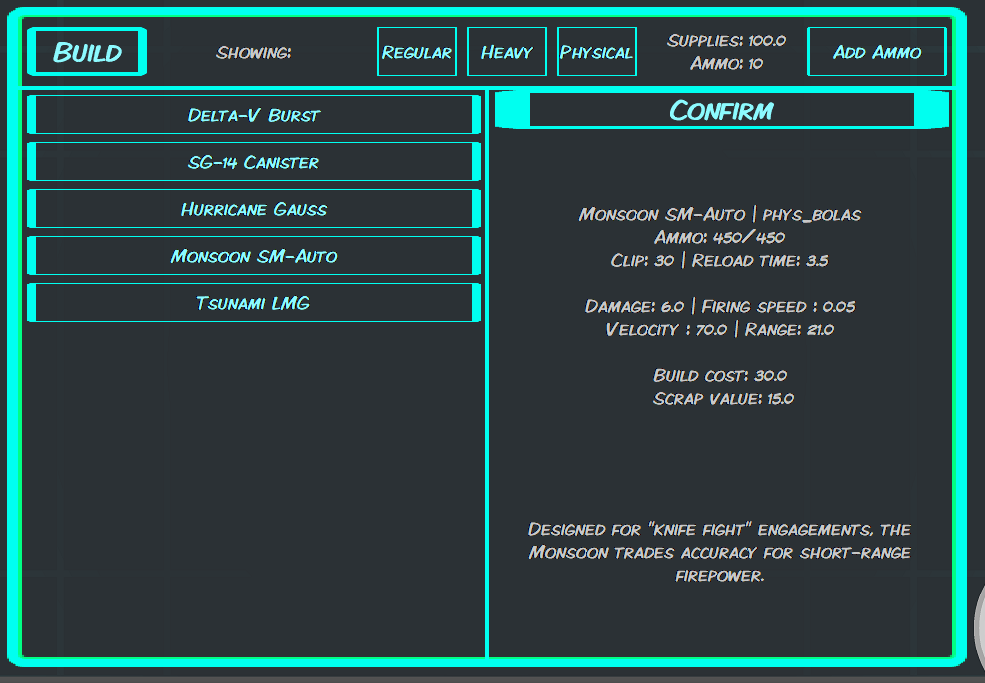 Build
Showing:
Regular
Heavy
Physical
Supplies: 100.0
Ammo: 10
Add Ammo
Delta-V Burst
SG-14 Canister
Hurricane Gauss
Monsoon SM-Auto
Tsunami LMG
Confirm
Monsoon SM-Auto | phys_bolas
Ammo: 450/450
Clip: 30 | Reload time: 3.5
Damage: 6.0 | Firing speed : 0.05
Velocity : 70.0 | Range: 21.0
Build cost: 30.0
Scrap value: 15.0
Designed for "knife fight" engagements, the
Monsoon trades accuracy for short-range
firepower.